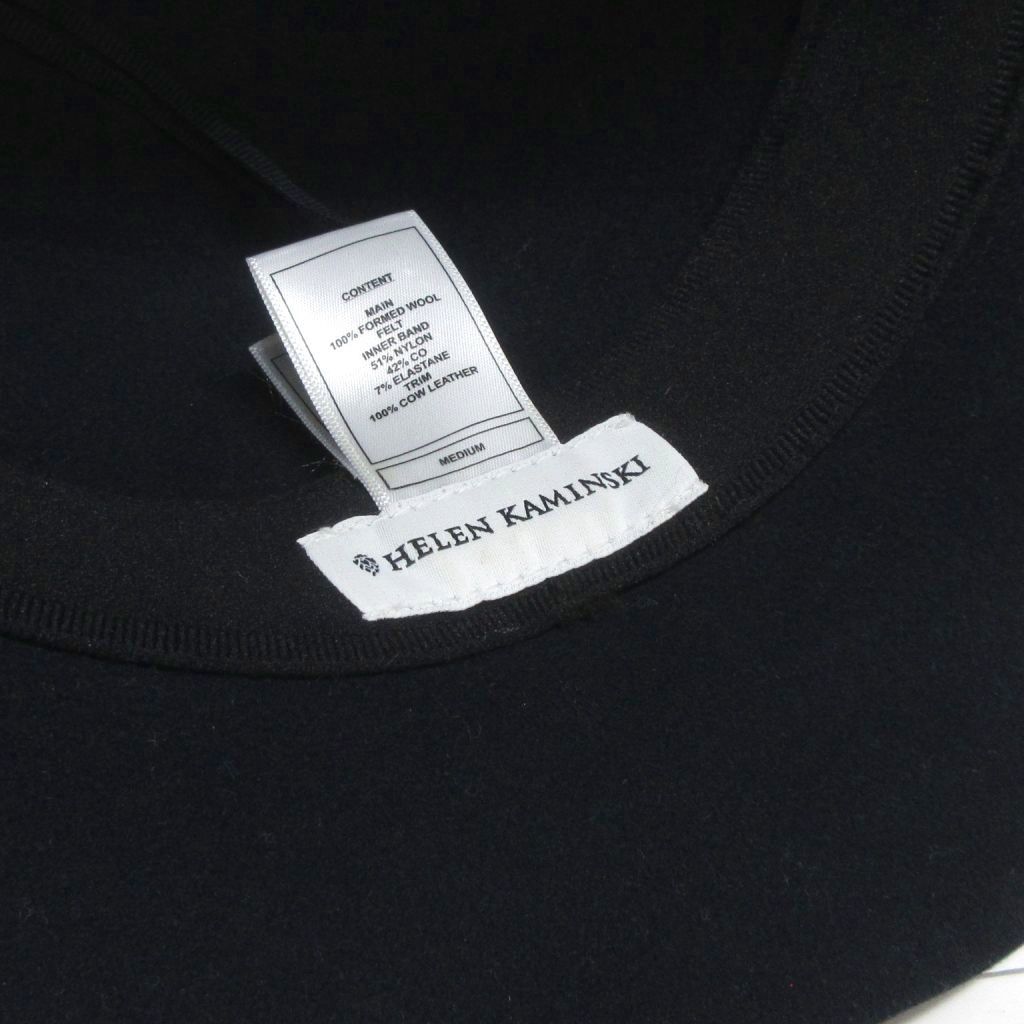 CONTENT
MAIN
100% FORMED WOOL
FELT
INNER BAND
51% NYLON
42% CO
7% ELASTANE
TRIM
100% COW LEATHER
MEDIUM
HELEN KAMINSKI